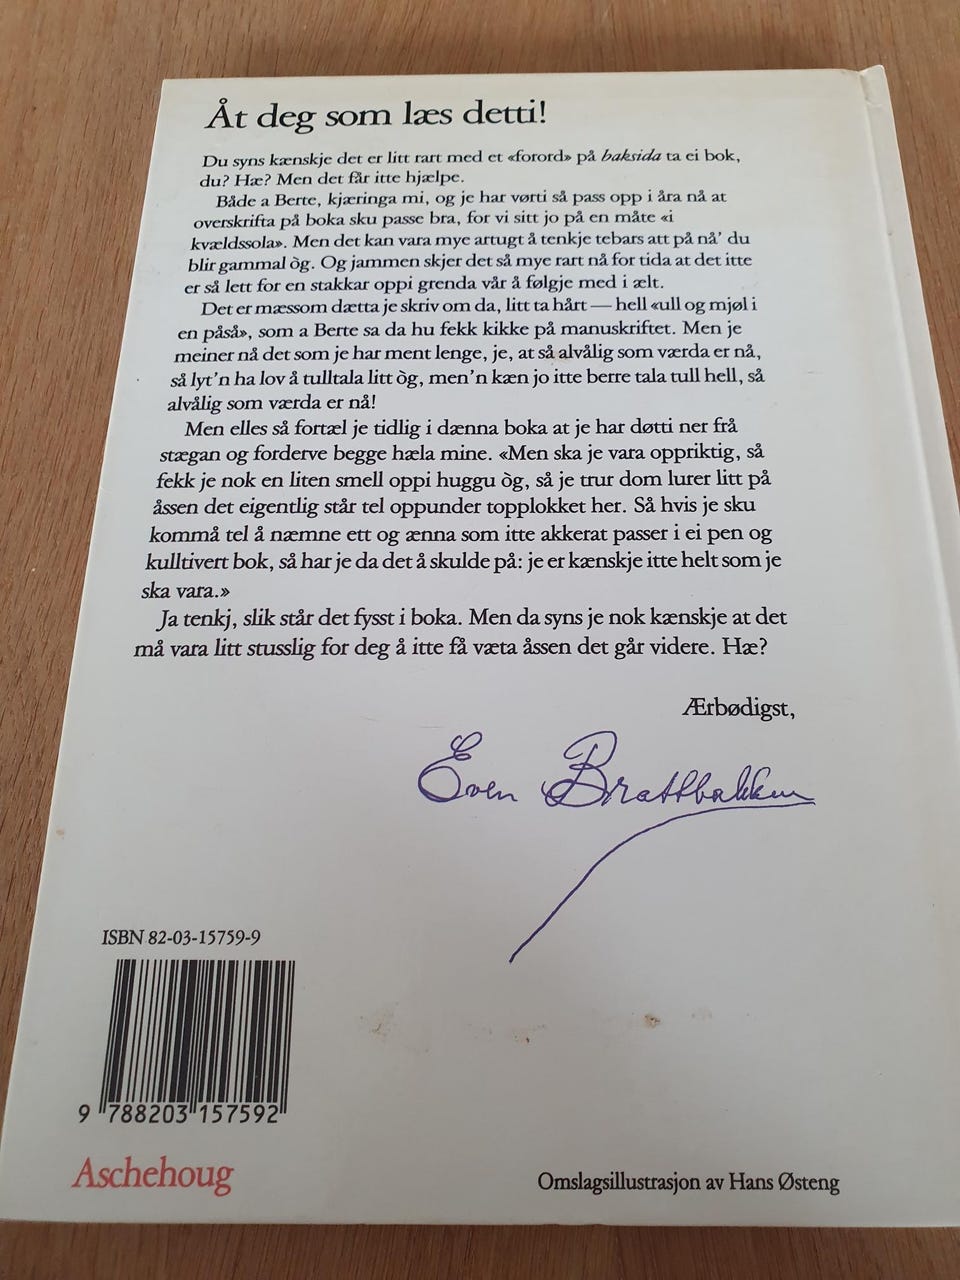 Åt deg som læs detti!
Du syns kænskje det er litt rart med et «forord» på baksida ta ei bok,
du? Hæ? Men det får itte hjælpe.
Både a Berte, kjæringa mi, og je har vørti så pass opp i åra nå at
overskrifta på boka sku passe bra, for vi sitt jo på en måte «i
kvældssola». Men det kan vara mye artugt å tenkje tebars att på nå' du
blir gammal òg. Og jammen skjer det så mye rart nå for tida at det itte
er så lett for en stakkar oppi grenda vår å følgje med i ælt.
Det er mæssom dætta je skriv om da, litt ta hårt — hell «ull og mjøl i
en påså», som a Berte sa da hu fekk kikke på manuskriftet. Men je
meiner nå det som je har ment lenge, je, at så alvålig som værda er nå,
så lyt'n ha lov å tulltala litt òg, men'n kæn jo itte berre tala tull hell, så
alvålig som værda er nå!
Men elles så fortæl je tidlig i dænna boka at je har døtti ner frå
stægan og forderve begge hæla mine. «Men ska je vara oppriktig, så
fekk je nok en liten smell oppi huggu òg, så je trur dom lurer litt på
åssen det eigentlig står tel oppunder topplokket her. Så hvis je sku
kommå tel å næmne ett og ænna som itte akkerat passer i ei pen og
kulltivert bok, så har je da det å skulde på: je er kænskje itte helt som je
ska vara.»
Ja tenkj, slik står det fysst i boka. Men da syns je nok kænskje at det
må vara litt stusslig for deg å itte få væta åssen det går videre. Hæ?
Ærbødigst,
Even Brattbakken
ISBN 82-03-15759-9
9 788203 157592
Aschehoug
Omslagsillustrasjon av Hans Østeng